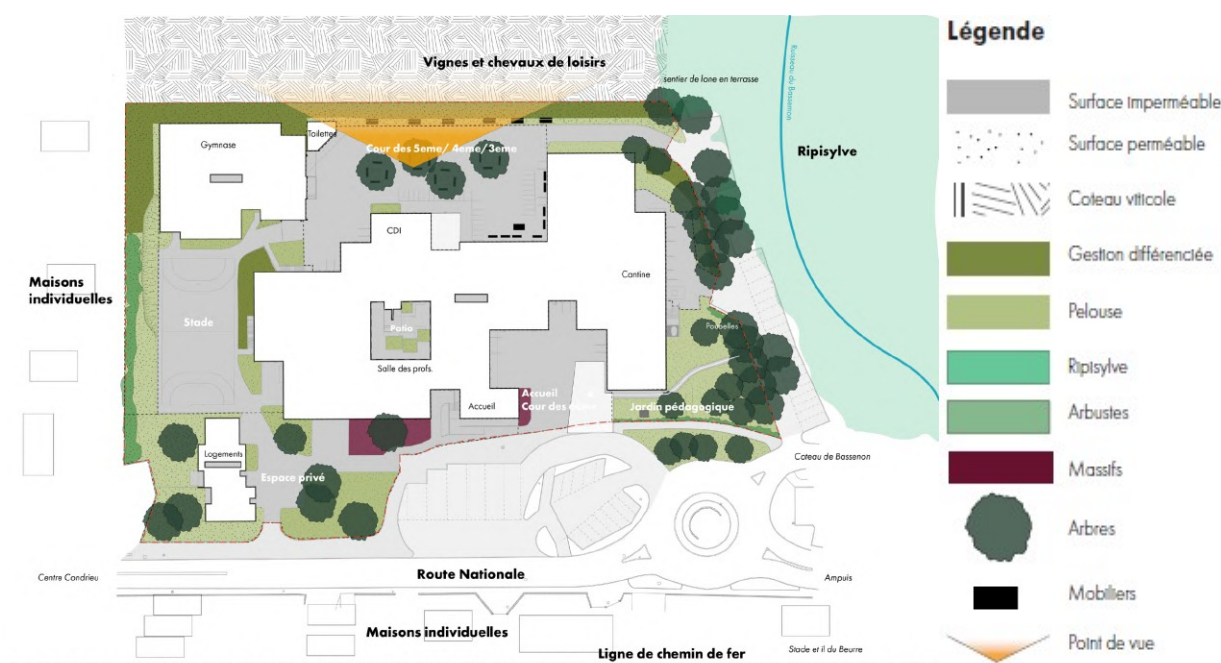 Vignes et chevaux de loisirs
sentier de lone en terrasse
Ruisseau du Bassenon
Gymnase
Toilettes
Cour des 5eme/ 4eme/3eme
Ripisylve
CDI
Cantine
Maisons
individuelles
Stade
Patio
Poubelles
Salle des profs.
Accueil
Accueil
Cour des
Jardin pédagogique
Logements
Espace privé
Coteau de Bassenon
Centre Condrieu
Route Nationale
Ampuis
Maisons individuelles
Ligne de chemin de fer
Stade et il du Beurre
Légende
Surface imperméable
Surface perméable
Coteau viticole
Gestion différenciée
Pelouse
Ripisylve
Arbustes
Massifs
Arbres
Mobiliers
Point de vue